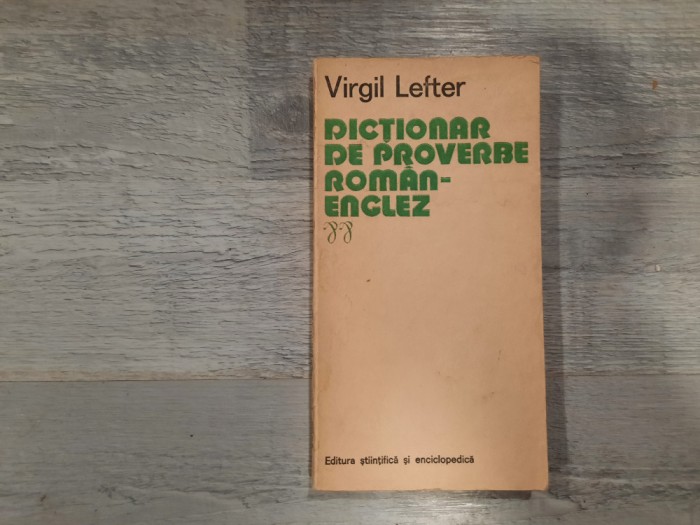 Virgil Lefter
DICȚIONAR
DE PROVERBE
ROMÂN-
ENGLEZ
Editura științifică și enciclopedică